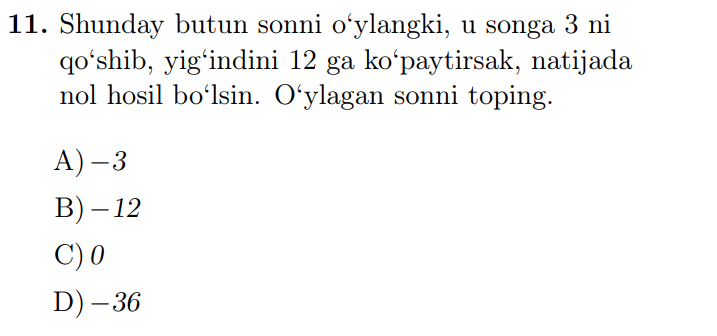 11. Shunday butun sonni o‘ylangki, u songa 3 ni
qo‘shib, yig‘indini 12 ga ko‘paytirsak, natijada
nol hosil bo‘lsin. O‘ylagan sonni toping.
A) −3
B) −12
C) 0
D) −36